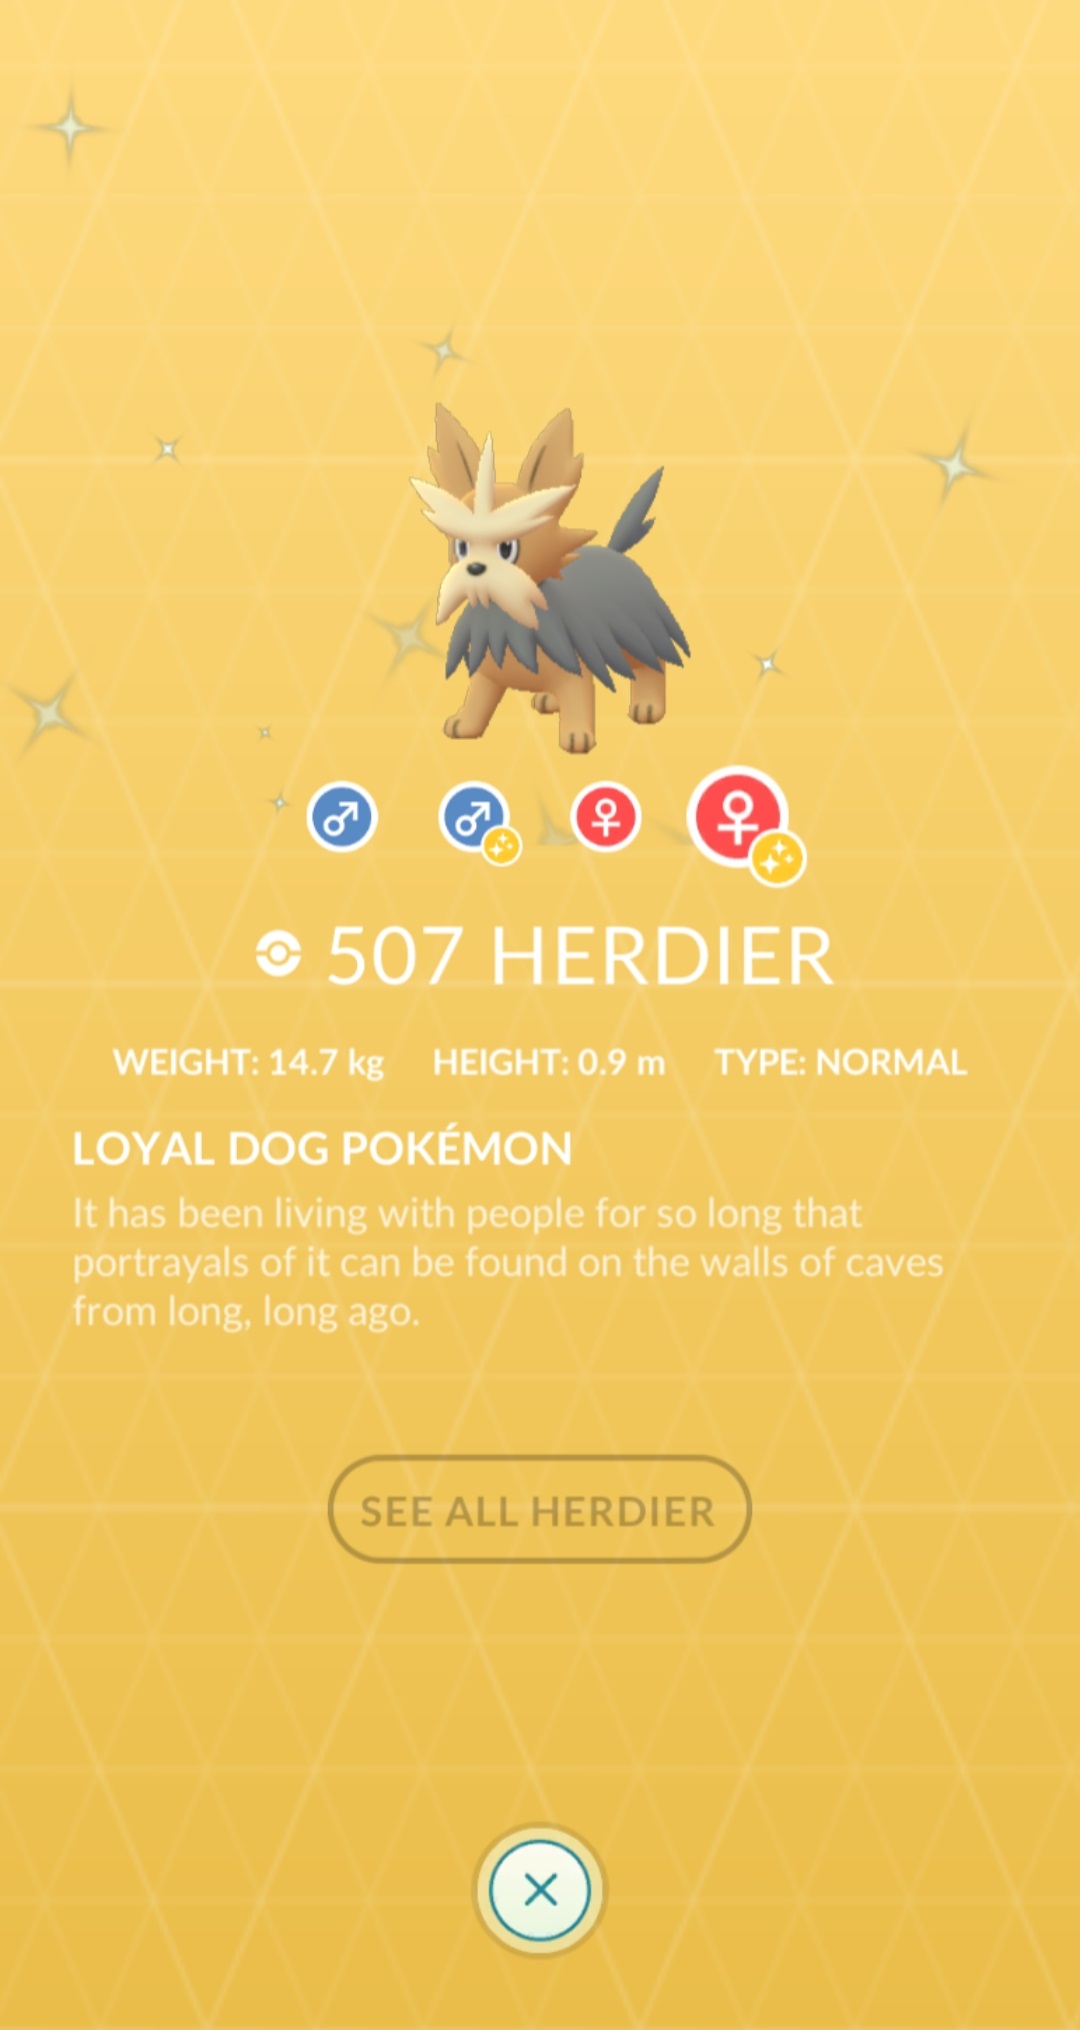 507 HERDIER
WEIGHT: 14.7 kg HEIGHT: 0.9 m TYPE: NORMAL
LOYAL DOG POKÉMON
It has been living with people for so long that
portrayals of it can be found on the walls of caves
from long, long ago.
SEE ALL HERDIER